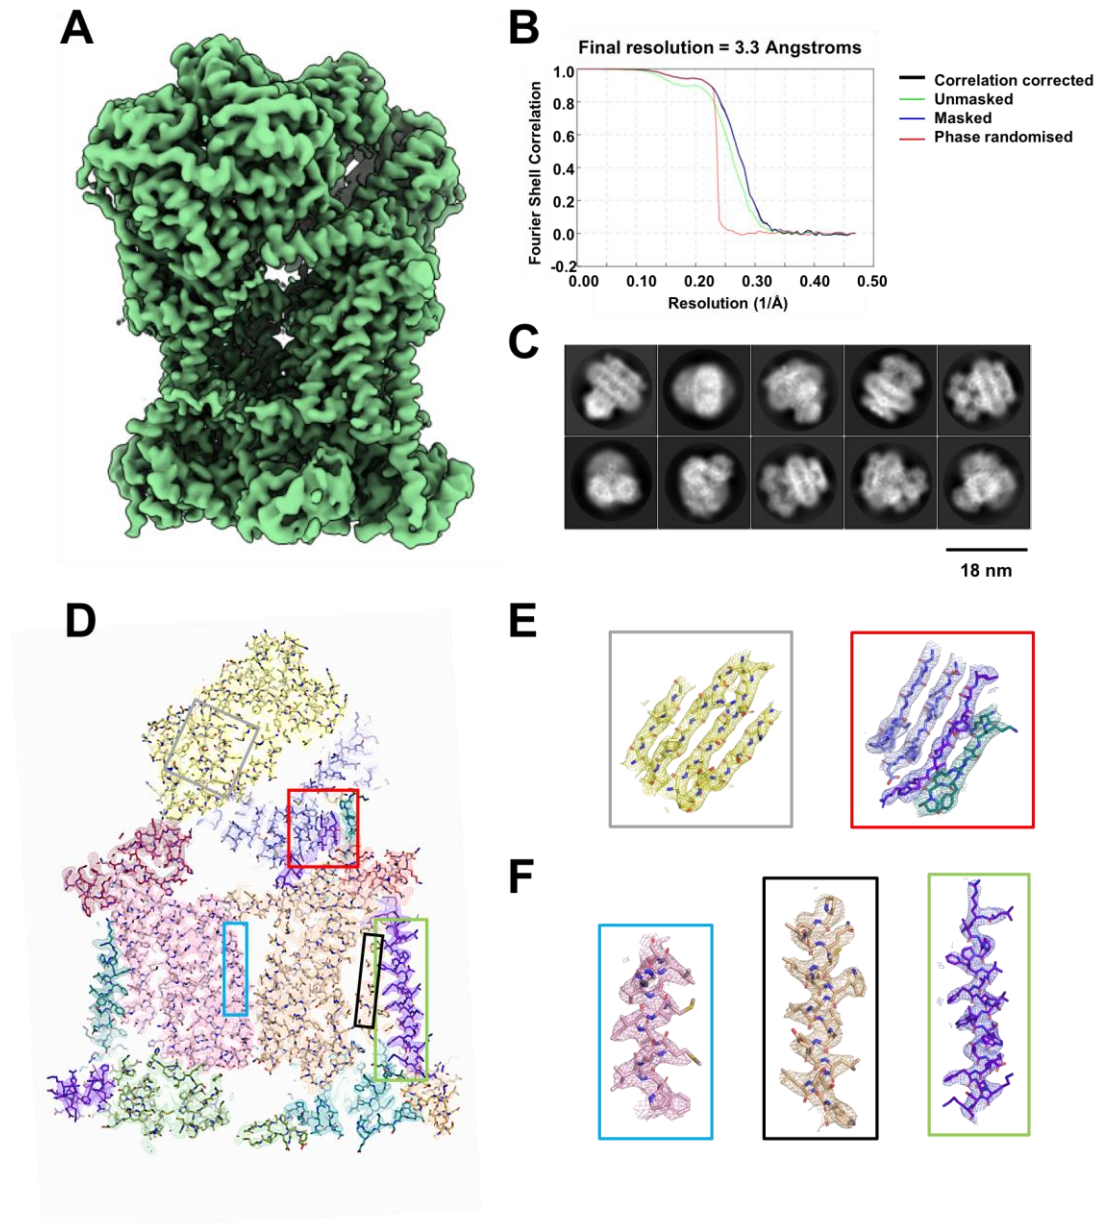 A
B
Final resolution = 3.3 Angstroms
1.0
0.8
0.6
0.4
0.2
0.0
-0.2
Fourier Shell Correlation
0.00 0.10 0.20 0.30 0.40 0.50
Resolution (1/Å)
Correlation corrected
Unmasked
Masked
Phase randomised
C
18 nm
D
E
F